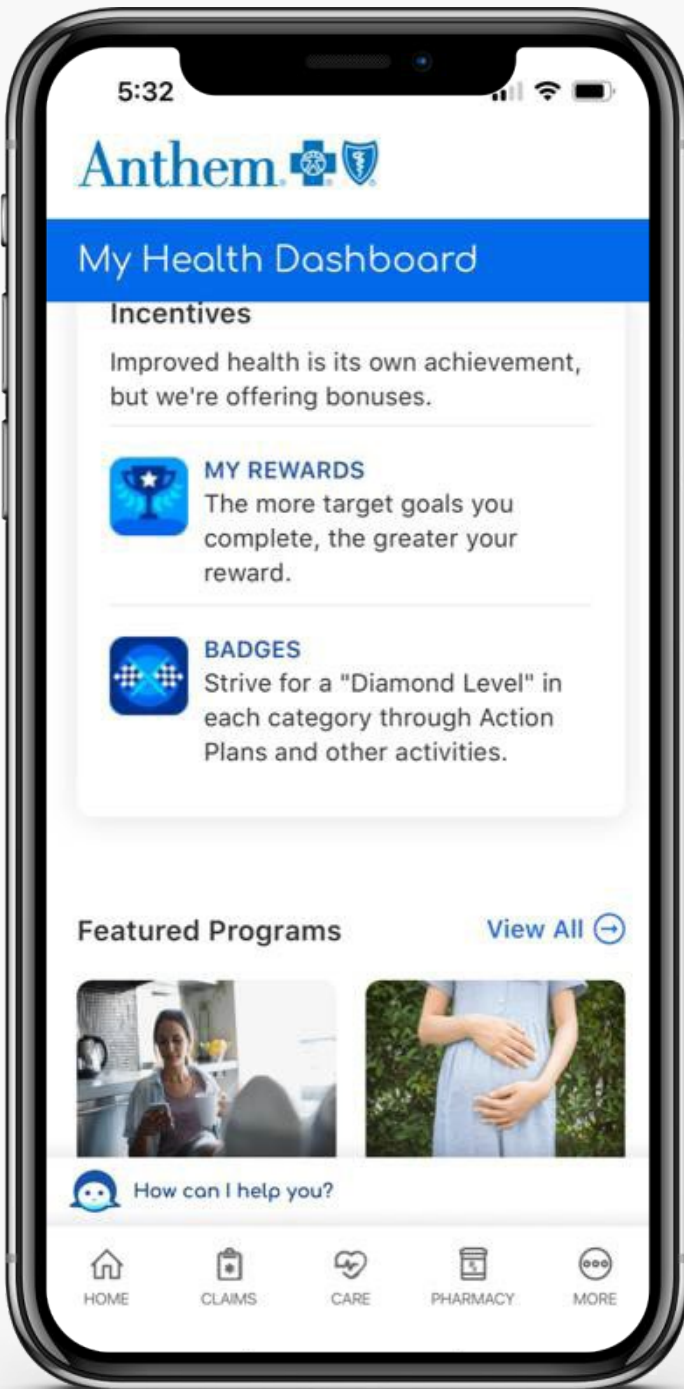 5:32
Anthem.
My Health Dashboard
Incentives
Improved health is its own achievement,
but we're offering bonuses.
MY REWARDS
The more target goals you
complete, the greater your
reward.
BADGES
Strive for a "Diamond Level" in
each category through Action
Plans and other activities.
Featured Programs
View All
How can I help you?
HOME
CLAIMS
CARE
PHARMACY
MORE